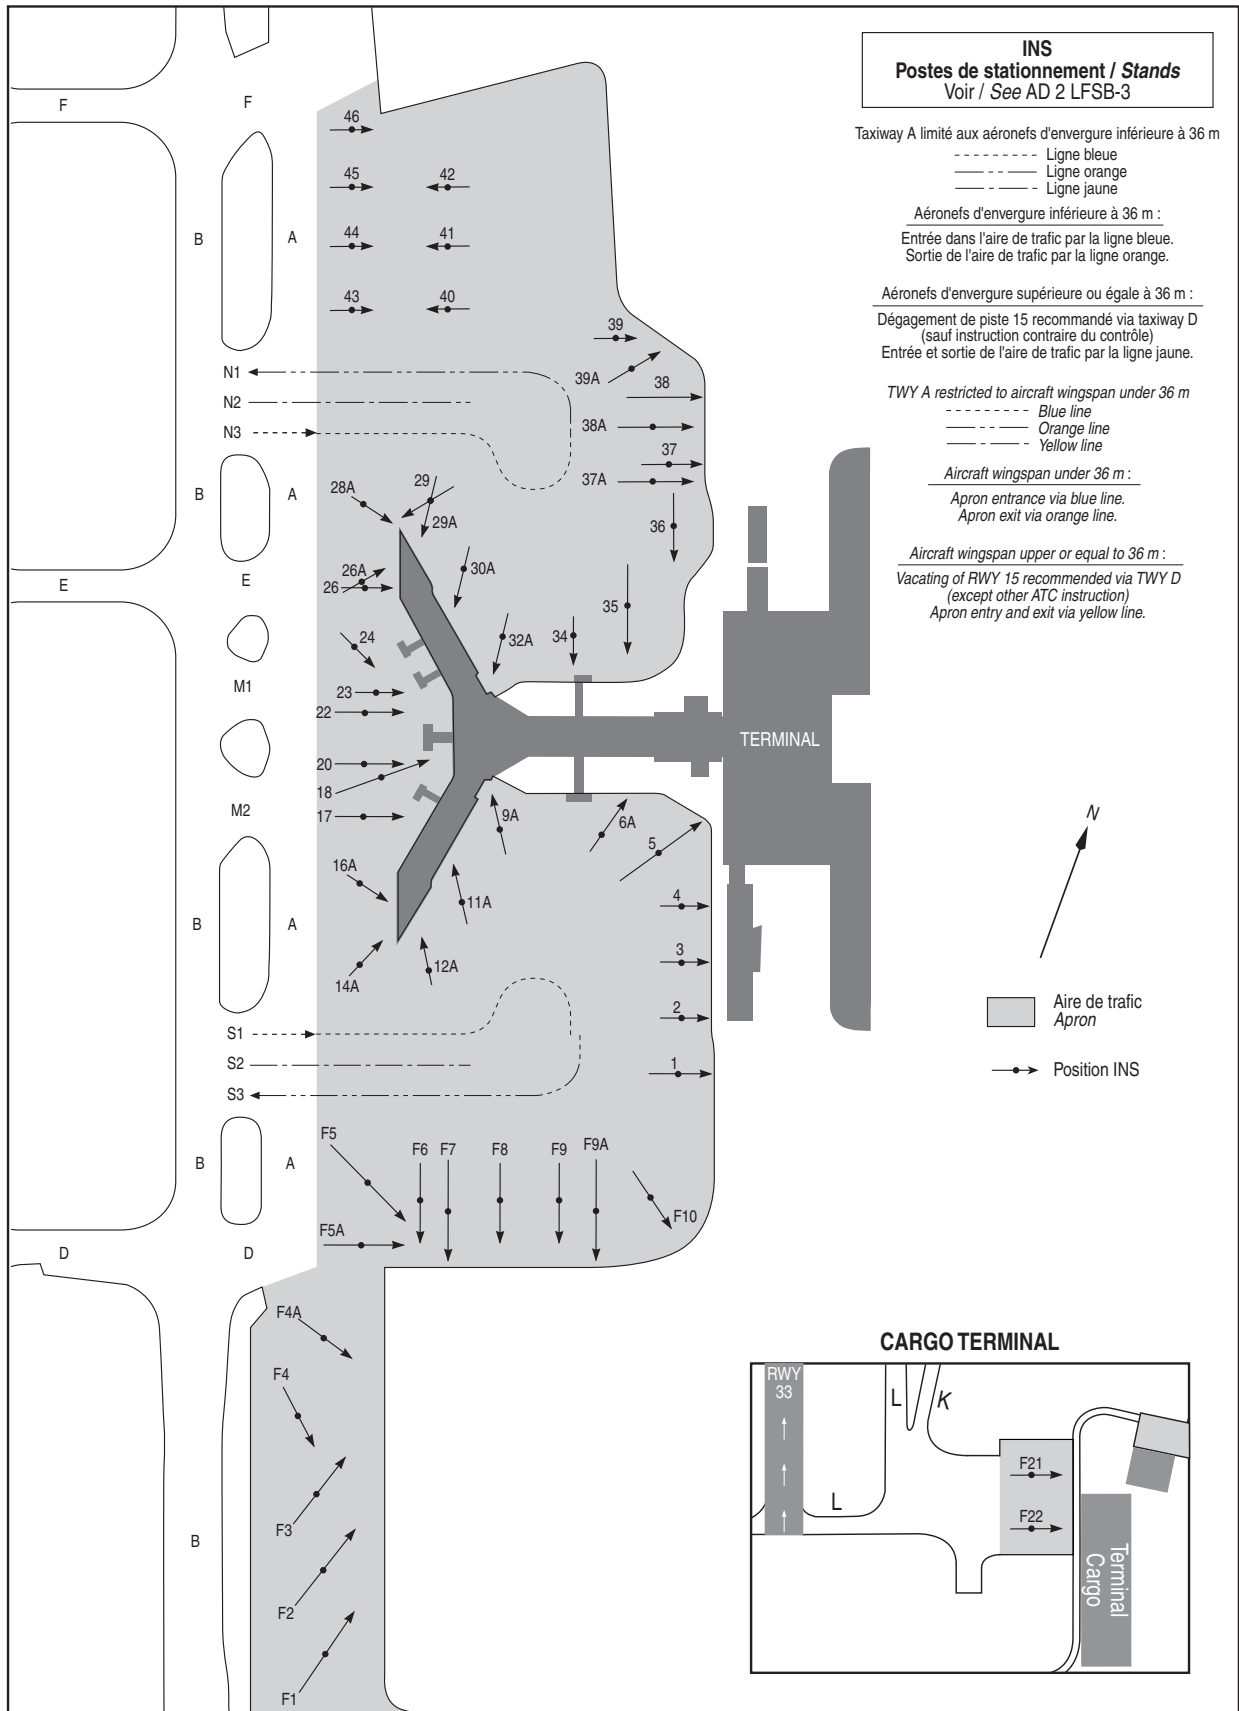 INS
Postes de stationnement / Stands
Voir / See AD 2 LFSB-3
Taxiway A limité aux aéronefs d'envergure inférieure à 36 m
Ligne bleue
Ligne orange
Ligne jaune
Aéronefs d'envergure inférieure à 36 m :
Entrée dans l'aire de trafic par la ligne bleue.
Sortie de l'aire de trafic par la ligne orange.
Aéronefs d'envergure supérieure ou égale à 36 m :
Dégagement de piste 15 recommandé via taxiway D
(sauf instruction contraire du contrôle)
Entrée et sortie de l'aire de trafic par la ligne jaune.
TWY A restricted to aircraft wingspan under 36 m
Blue line
Orange line
Yellow line
Aircraft wingspan under 36 m :
Apron entrance via blue line.
Apron exit via orange line.
Aircraft wingspan upper or equal to 36 m :
Vacating of RWY 15 recommended via TWY D
(except other ATC instruction)
Apron entry and exit via yellow line.
F
F
46
45
42
B
A
44
41
43
40
39
39A
38
N1
N2
38A
N3
37
37A
B
A
28A
29
29A
36
E
E
26A
26
30A
35
24
32A
34
M1
23
22
TERMINAL
20
18
M2
17
9A
6A
5
16A
4
11A
B
A
3
14A
12A
2
S1
S2
1
S3
F5
F6
F7
F8
F9
F9A
B
A
F10
F5A
D
D
F4A
F4
F3
B
F2
F1
N
Aire de trafic
Apron
Position INS
CARGO TERMINAL
RWY
33
L
K
L
F21
F22
Terminal
Cargo